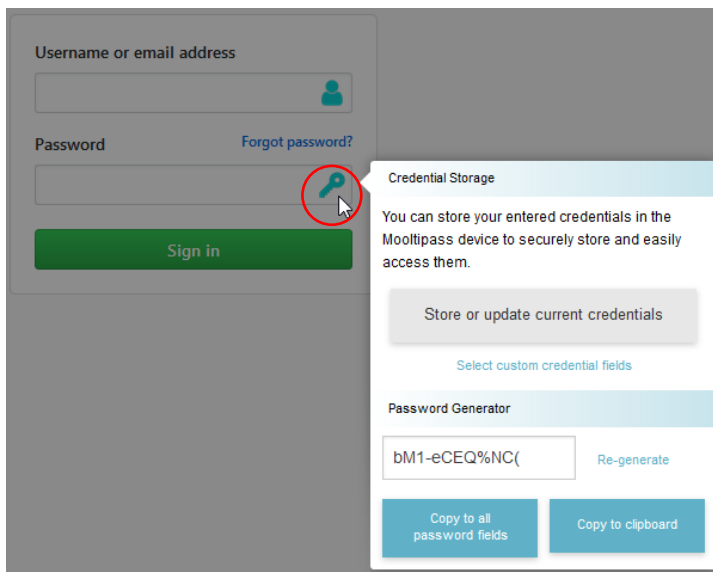 Username or email address
Password
Forgot password?
Sign in
Credential Storage
You can store your entered credentials in the
Mooltipass device to securely store and easily
access them.
Store or update current credentials
Select custom credential fields
Password Generator
bM1-eCEQ%NC(
Re-generate
Copy to all
password fields
Copy to clipboard